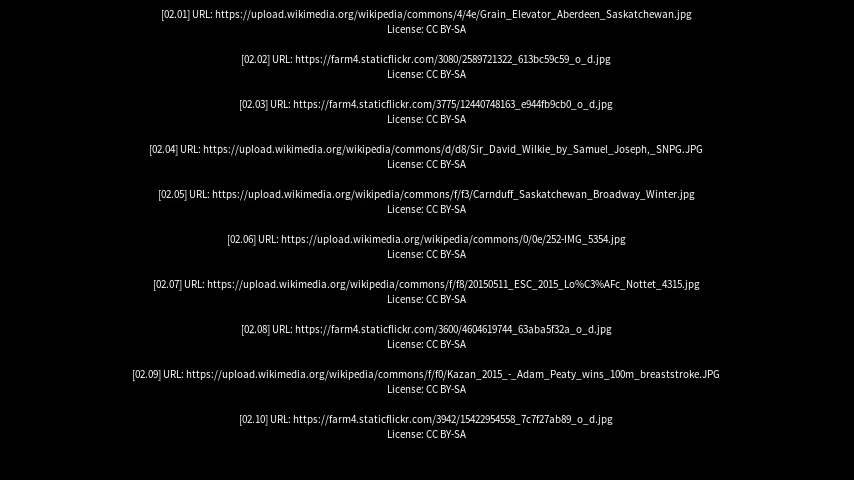 [02.01] URL: https://upload.wikimedia.org/wikipedia/commons/4/4e/Grain_Elevator_Aberdeen_Saskatchewan.jpg
License: CC BY-SA
[02.02] URL: https://farm4.staticflickr.com/3080/2589721322_613bc59c59_o_d.jpg
License: CC BY-SA
[02.03] URL: https://farm4.staticflickr.com/3775/12440748163_e944fb9cb0_o_d.jpg
License: CC BY-SA
[02.04] URL: https://upload.wikimedia.org/wikipedia/commons/d/d8/Sir_David_Wilkie_by_Samuel_Joseph,_SNPG.JPG
License: CC BY-SA
[02.05] URL: https://upload.wikimedia.org/wikipedia/commons/f/f3/Carnduff_Saskatchewan_Broadway_Winter.jpg
License: CC BY-SA
[02.06] URL: https://upload.wikimedia.org/wikipedia/commons/0/0e/252-IMG_5354.jpg
License: CC BY-SA
[02.07] URL: https://upload.wikimedia.org/wikipedia/commons/f/f8/20150511_ESC_2015_Lo%C3%AFc_Nottet_4315.jpg
License: CC BY-SA
[02.08] URL: https://farm4.staticflickr.com/3600/4604619744_63aba5f32a_o_d.jpg
License: CC BY-SA
[02.09] URL: https://upload.wikimedia.org/wikipedia/commons/f/f0/Kazan_2015_-_Adam_Peaty_wins_100m_breaststroke.JPG
License: CC BY-SA
[02.10] URL: https://farm4.staticflickr.com/3942/15422954558_7c7f27ab89_o_d.jpg
License: CC BY-SA